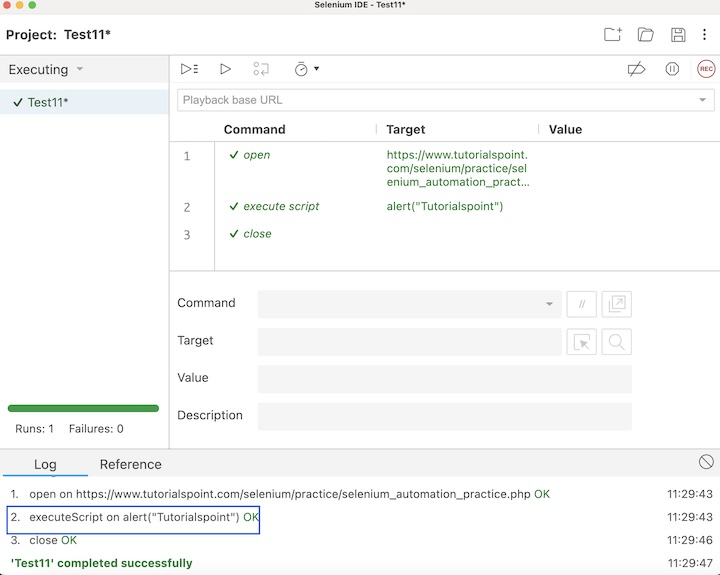 Selenium IDE - Test11*
Project: Test11*
Executing
REC
✓ Test11*
Playback base URL
Command Target Value
1 ✓ open https://www.tutorialspoint.
com/selenium/practice/sel
enium_automation_pract...
2 ✓ execute script alert("Tutorialspoint")
3 ✓ close
Command
//
Target
Value
Description
Runs: 1 Failures: 0
Log Reference
1. open on https://www.tutorialspoint.com/selenium/practice/selenium_automation_practice.php OK 11:29:43
2. executeScript on alert("Tutorialspoint") OK 11:29:43
3. close OK 11:29:46
'Test11' completed successfully 11:29:47